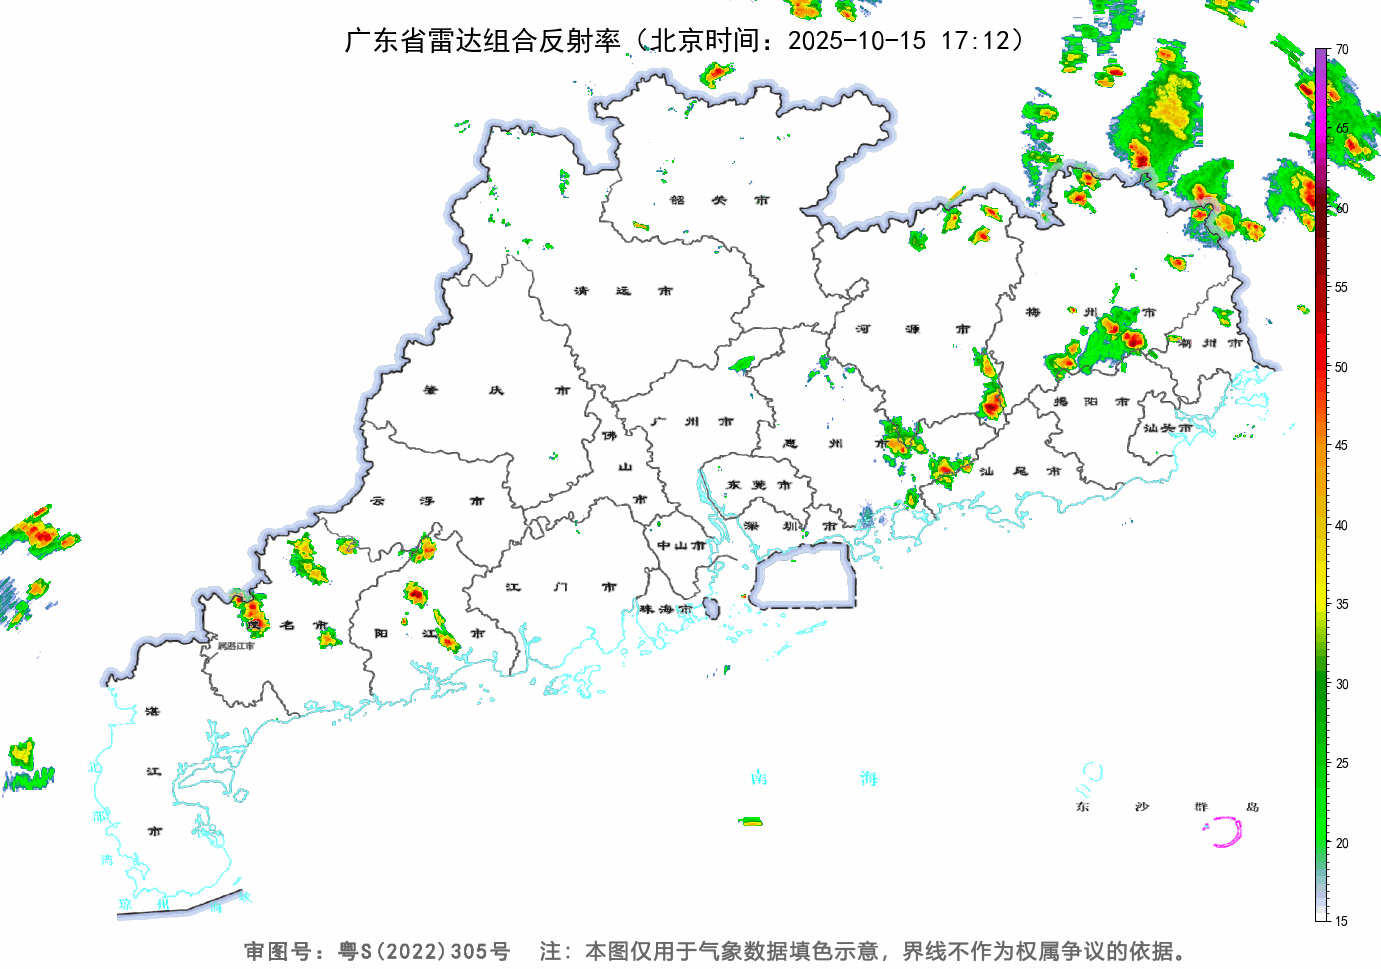 广东省雷达组合反射率（北京时间：2025-10-15 17:12）
70
65
60
55
50
45
40
35
30
25
20
15
韶关市
清远市
河源市
梅州市
潮州市
肇庆市
广州市
佛山市
惠州市
揭阳市
汕头市
汕尾市
云浮市
东莞市
深圳市
中山市
江门市
珠海市
茂名市
阳江市
属湛江市
湛江市
北部湾
琼州海峡
南海
东沙群岛
审图号：粤S(2022)305号 注：本图仅用于气象数据填色示意，界线不作为权属争议的依据。